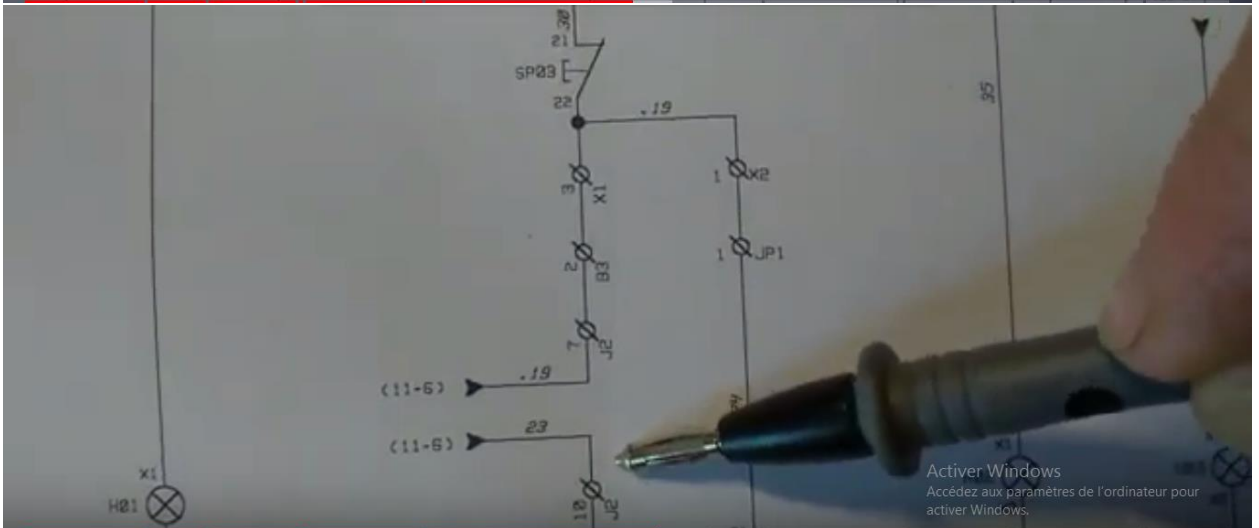 30
21
SP03
22
.19
95
1 X2
3 X1
1 JP1
2 B3
7 J2
(11-6) .19
(11-6) 23
X1
H01
10 J2
X1
Activer Windows
Accédez aux paramètres de l'ordinateur pour
activer Windows.